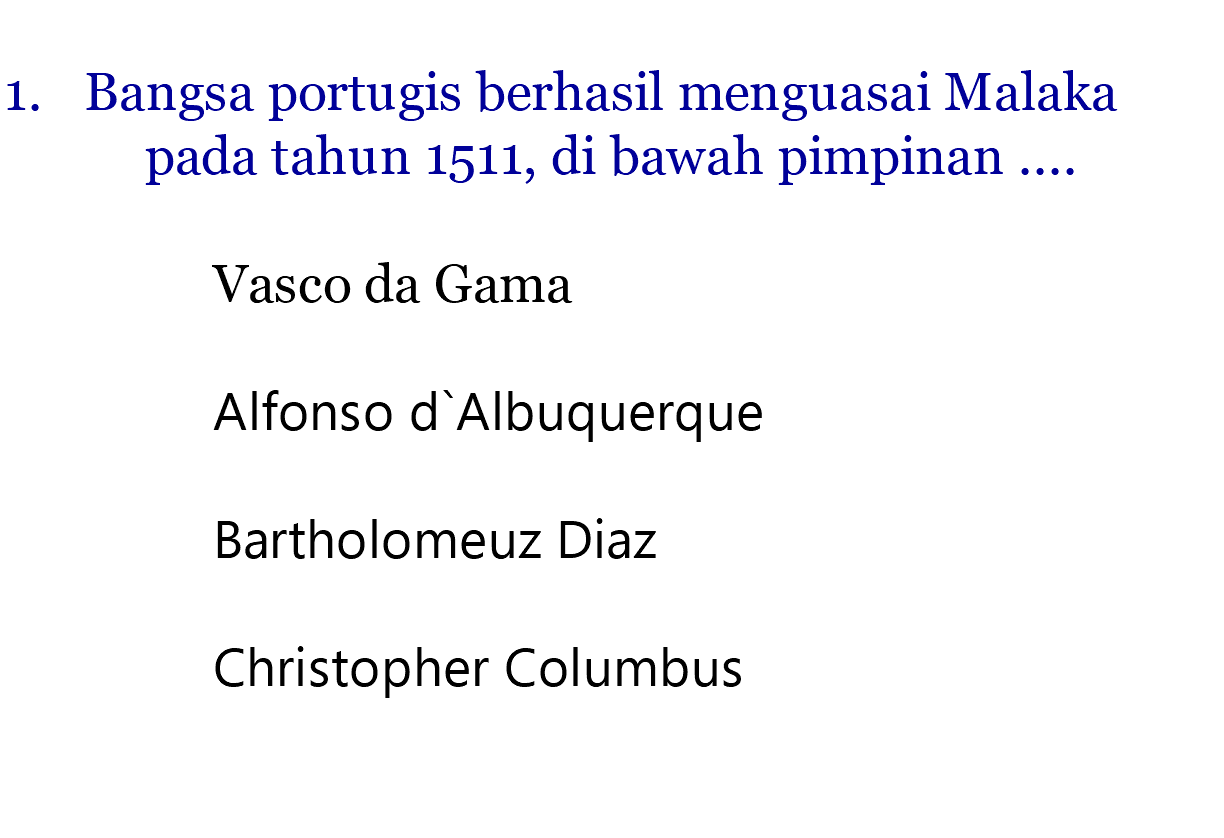 1. Bangsa portugis berhasil menguasai Malaka
pada tahun 1511, di bawah pimpinan ....
Vasco da Gama
Alfonso d`Albuquerque
Bartholomeuz Diaz
Christopher Columbus